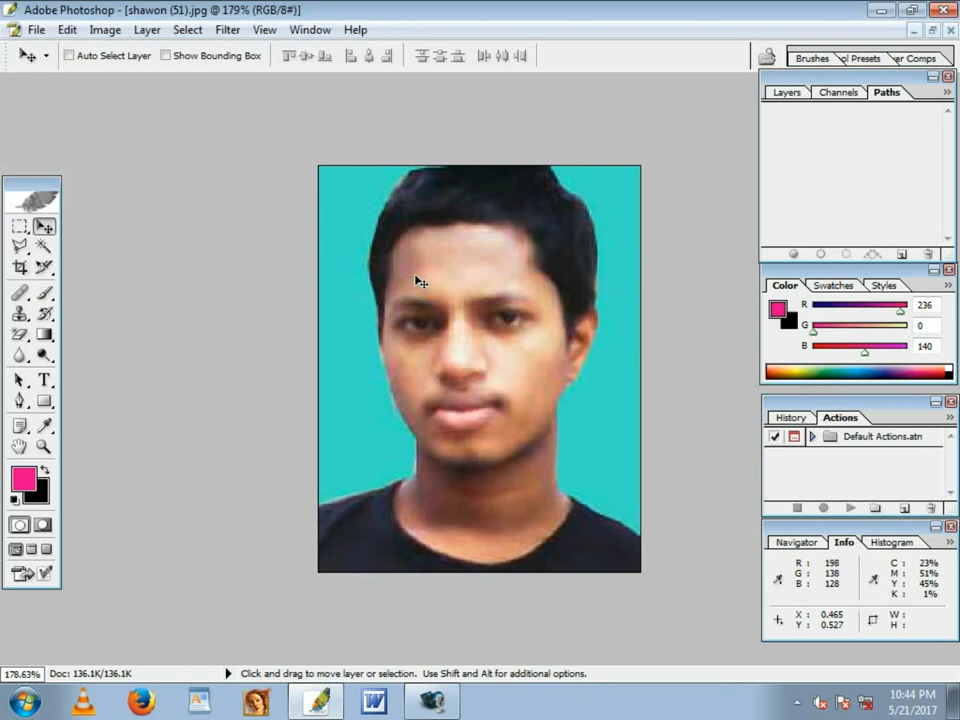 Adobe Photoshop - [shawon (51).jpg @ 179% (RGB/8#)]
File Edit Image Layer Select Filter View Window Help
Auto Select Layer Show Bounding Box
Brushes ol Presets er Comps
Layers Channels Paths
Color Swatches Styles
R 236
G 0
B 140
History Actions
Default Actions.atn
Navigator Info Histogram
R : 198 C : 23%
G : 138 M : 51%
B : 128 Y : 45%
K : 1%
X : 0.465 W :
Y : 0.527 H :
178.63% Doc: 136.1K/136.1K Click and drag to move layer or selection. Use Shift and Alt for additional options.
10:44 PM
5/21/2017